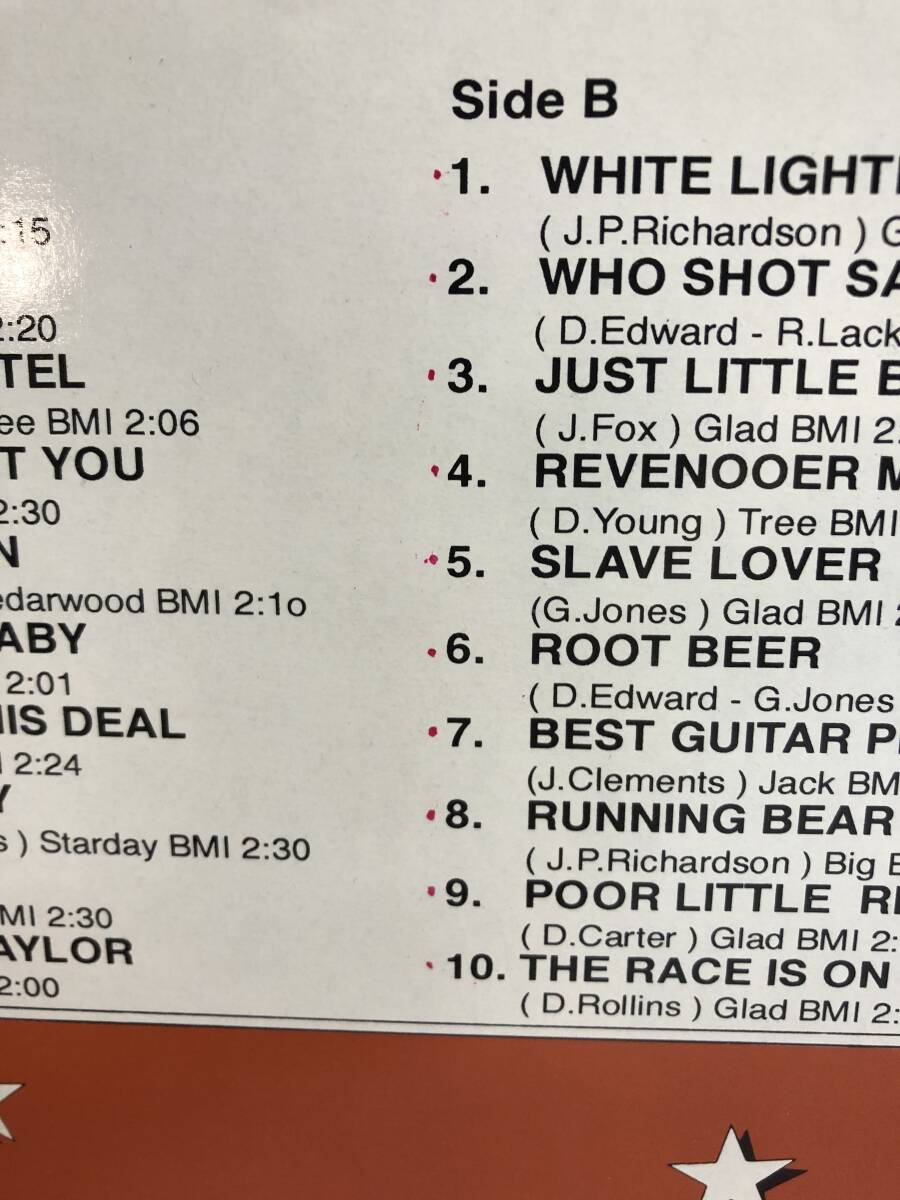 :15
2:20
TEL
ee BMI 2:06
T YOU
2:30
N
edarwood BMI 2:1o
ABY
2:01
IS DEAL
2:24
Y
s ) Starday BMI 2:30
MI 2:30
AYLOR
2:00
Side B
1. WHITE LIGHT
( J.P.Richardson ) G
2. WHO SHOT SA
( D.Edward - R.Lack
3. JUST LITTLE B
( J.Fox ) Glad BMI 2:
4. REVENOOER M
( D.Young ) Tree BMI
5. SLAVE LOVER
(G.Jones ) Glad BMI 2
6. ROOT BEER
( D.Edward - G.Jones
7. BEST GUITAR P
(J.Clements ) Jack BM
8. RUNNING BEAR
( J.P.Richardson ) Big B
9. POOR LITTLE RI
( D.Carter ) Glad BMI 2:
10. THE RACE IS ON
( D.Rollins ) Glad BMI 2: